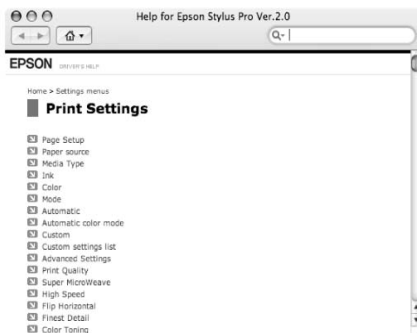 Help for Epson Stylus Pro Ver.2.0
EPSON DRIVER'S HELP
Home > Settings menus
Print Settings
Page Setup
Paper source
Media Type
Ink
Color
Mode
Automatic
Automatic color mode
Custom
Custom settings list
Advanced Settings
Print Quality
Super MicroWeave
High Speed
Flip Horizontal
Finest Detail
Color Toning